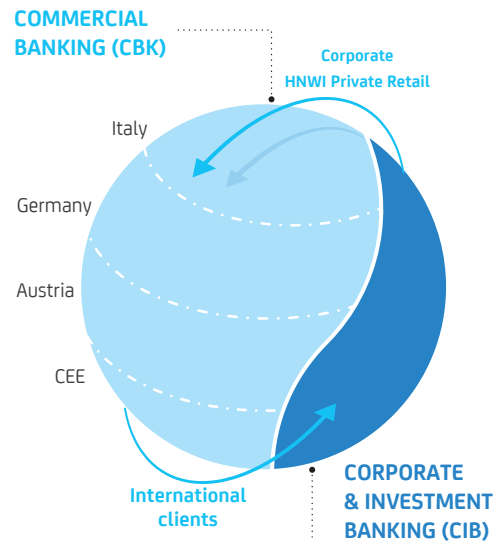 COMMERCIAL
BANKING (CBK)
Corporate
HNWI Private Retail
Italy
Germany
Austria
CEE
International
clients
CORPORATE
& INVESTMENT
BANKING (CIB)